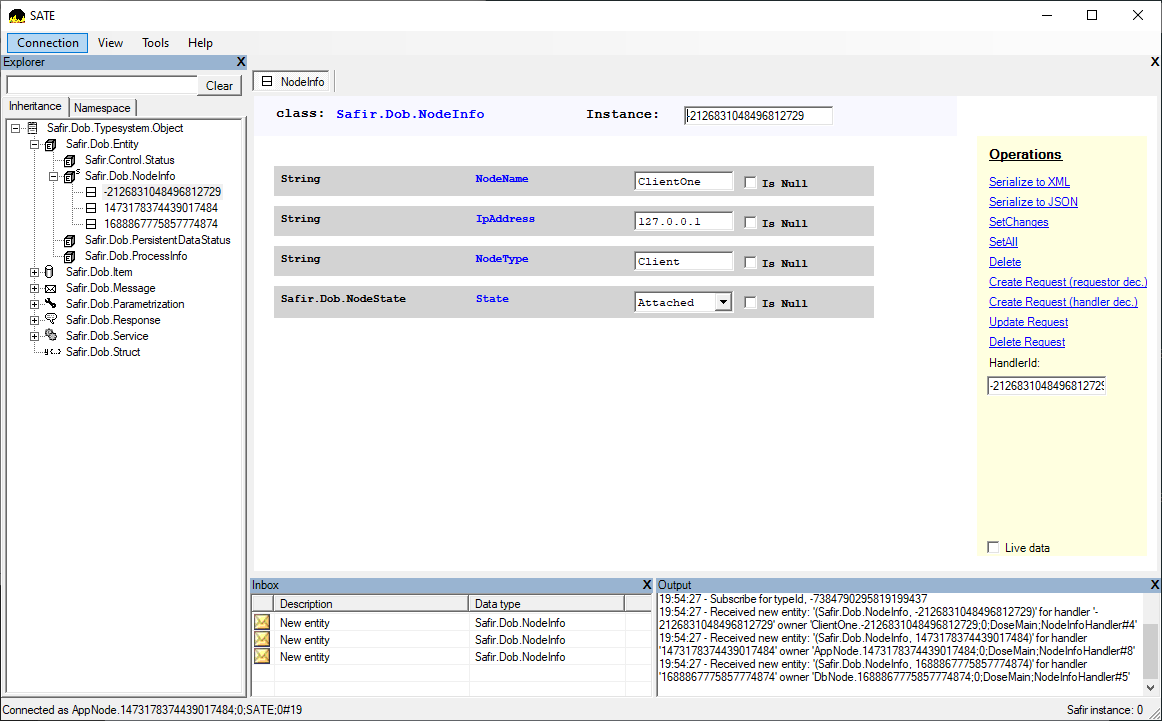 SATE
Connection View Tools Help
Explorer X
Clear
Inheritance Namespace
Safir.Dob.Typesystem.Object
Safir.Dob.Entity
Safir.Control.Status
Safir.Dob.NodeInfo
-2126831048496812729
1473178374439017484
1688867775857774874
Safir.Dob.PersistentDataStatus
Safir.Dob.ProcessInfo
Safir.Dob.Item
Safir.Dob.Message
Safir.Dob.Parametrization
Safir.Dob.Response
Safir.Dob.Service
Safir.Dob.Struct
X
NodeInfo
class: Safir.Dob.NodeInfo Instance: -2126831048496812729
String NodeName ClientOne Is Null
String IpAddress 127.0.0.1 Is Null
String NodeType Client Is Null
Safir.Dob.NodeState State Attached Is Null
Operations
Serialize to XML
Serialize to JSON
SetChanges
SetAll
Delete
Create Request (requestor dec.)
Create Request (handler dec.)
Update Request
Delete Request
HandlerId:
-2126831048496812729
Live data
Inbox X
Description Data type
New entity Safir.Dob.NodeInfo
New entity Safir.Dob.NodeInfo
New entity Safir.Dob.NodeInfo
Output X
19:54:27 - Subscribe for typeId, -7384790295819199437
19:54:27 - Received new entity: '(Safir.Dob.NodeInfo, -2126831048496812729)' for handler '-
2126831048496812729' owner 'ClientOne.-2126831048496812729;0;DoseMain;NodeInfoHandler#4'
19:54:27 - Received new entity: '(Safir.Dob.NodeInfo, 1473178374439017484)' for handler
'1473178374439017484' owner 'AppNode.1473178374439017484;0;DoseMain;NodeInfoHandler#8'
19:54:27 - Received new entity: '(Safir.Dob.NodeInfo, 1688867775857774874)' for handler
'1688867775857774874' owner 'DbNode.1688867775857774874;0;DoseMain;NodeInfoHandler#5'
Connected as AppNode.1473178374439017484;0;SATE;0#19 Safir instance: 0